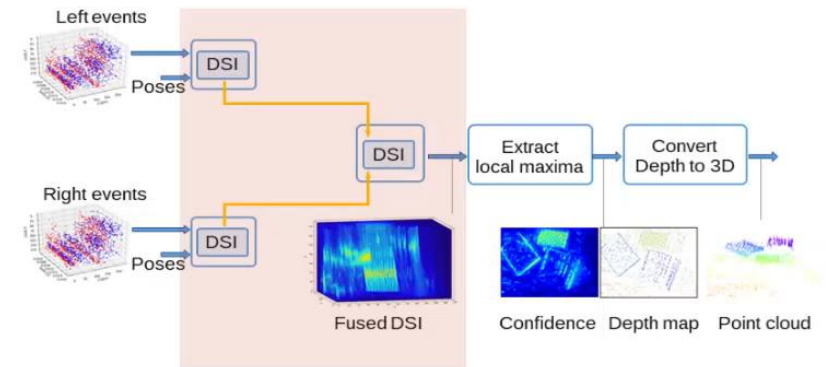 Left events
DSI
Poses
DSI
Extract
local maxima
Convert
Depth to 3D
Right events
DSI
Poses
Fused DSI
Confidence
Depth map
Point cloud